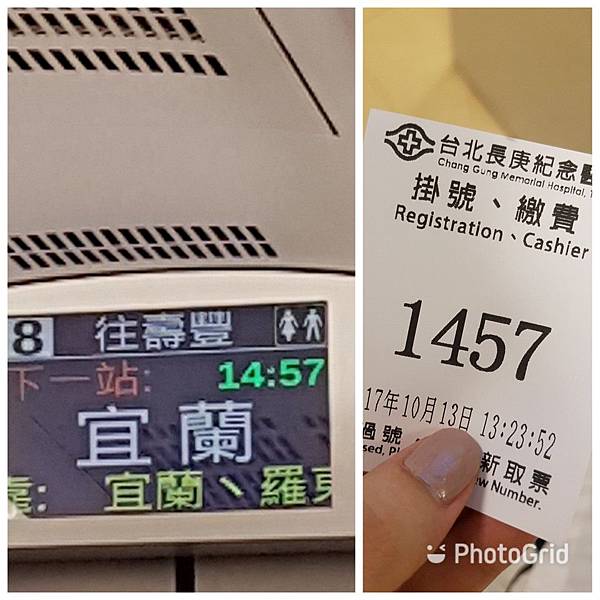 8 往壽豐
下一站: 14:57
宜蘭
宜蘭、羅東
台北長庚紀念醫
Chang Gung Memorial Hospital, T
掛號、繳費
Registration、Cashier
1457
17年10月13日 13:23:52
過號 新取票
sed, Pl w Number.
PhotoGrid